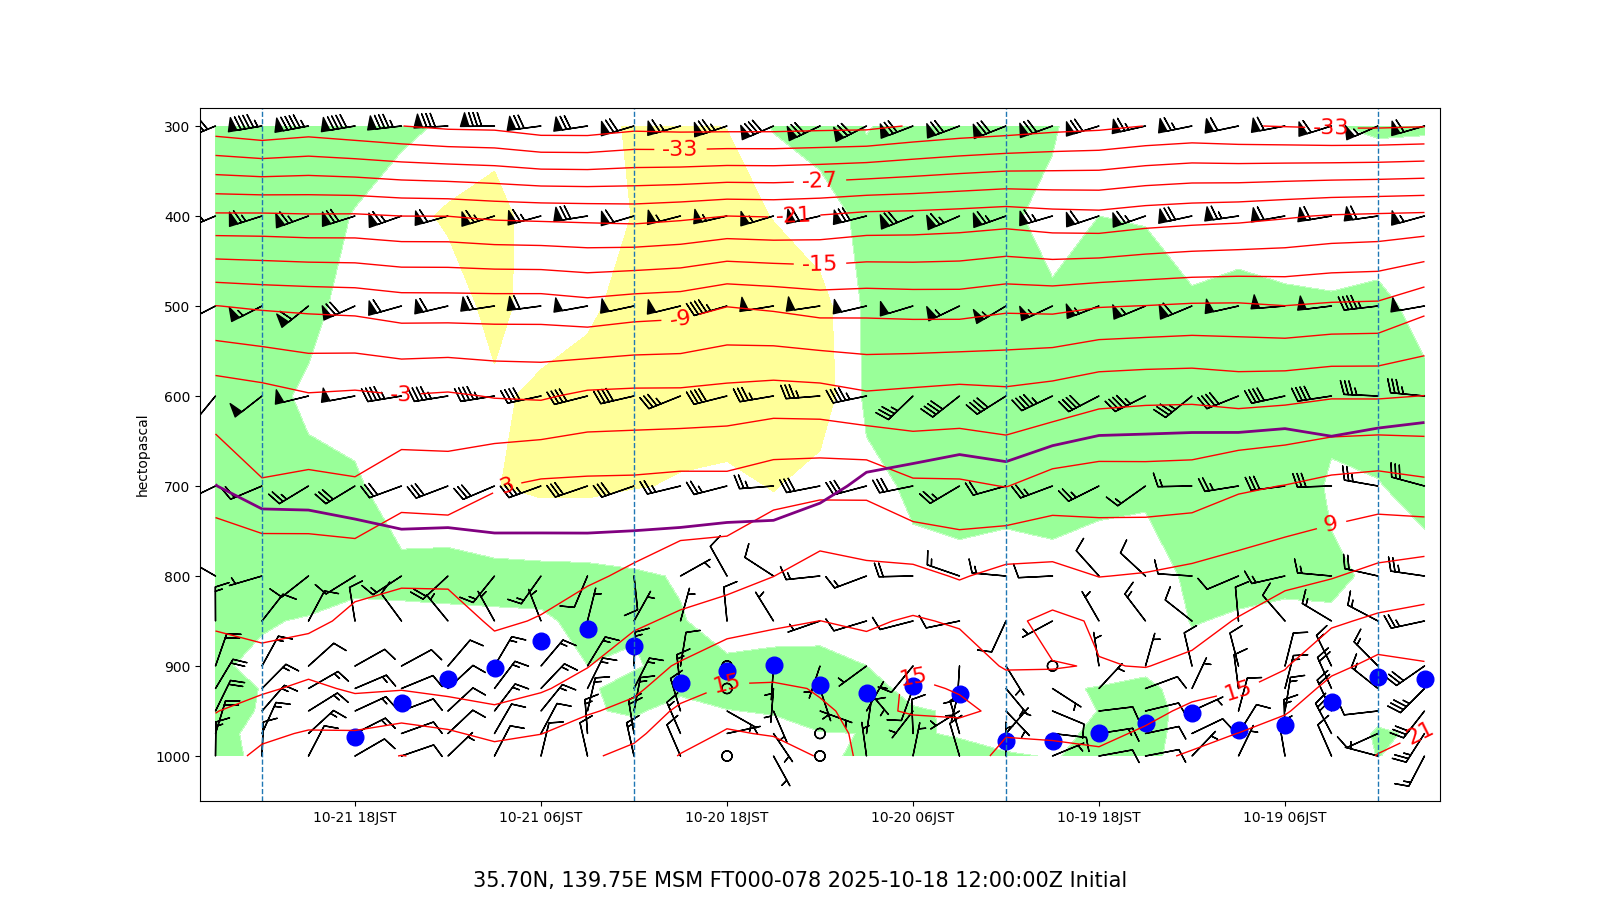 300
400
500
600
700
800
900
1000
hectopascal
-33
-33
-27
-21
-15
-9
-3
3
9
15
15
15
21
10-21 18JST
10-21 06JST
10-20 18JST
10-20 06JST
10-19 18JST
10-19 06JST
35.70N, 139.75E MSM FT000-078 2025-10-18 12:00:00Z Initial